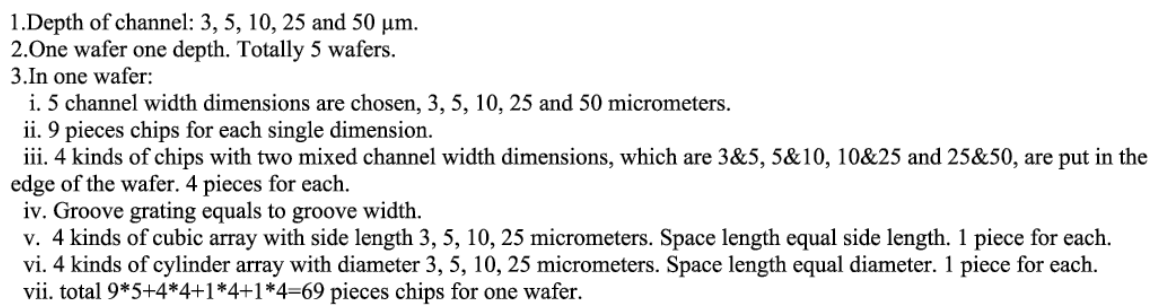 1.Depth of channel: 3, 5, 10, 25 and 50 μm.
2.One wafer one depth. Totally 5 wafers.
3.In one wafer:
i. 5 channel width dimensions are chosen, 3, 5, 10, 25 and 50 micrometers.
ii. 9 pieces chips for each single dimension.
iii. 4 kinds of chips with two mixed channel width dimensions, which are 3&5, 5&10, 10&25 and 25&50, are put in the
edge of the wafer. 4 pieces for each.
iv. Groove grating equals to groove width.
v. 4 kinds of cubic array with side length 3, 5, 10, 25 micrometers. Space length equal side length. 1 piece for each.
vi. 4 kinds of cylinder array with diameter 3, 5, 10, 25 micrometers. Space length equal diameter. 1 piece for each.
vii. total 9*5+4*4+1*4+1*4=69 pieces chips for one wafer.